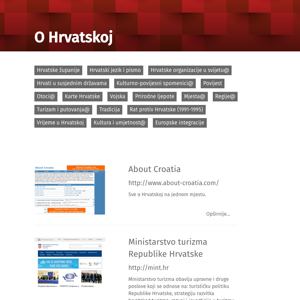 O Hrvatskoj
Hrvatske županije Hrvatski jezik i pismo Hrvatske organizacije u svijetu@
Hrvati u susjednim državama Kulturno-povijesni spomenici@ Povijest
Otoci@ Karte Hrvatske Vojska Prirodne ljepote Mjesta@ Regije@
Turizam i putovanja@ Tradicija Rat protiv Hrvatske (1991-1995)
Vrijeme u Hrvatskoj Kultura i umjetnost@ Europske integracije
About Croatia
http://www.about-croatia.com/
Sve o Hrvatskoj na jednom mjestu.
Opširnije...
Ministarstvo turizma
Republike Hrvatske
http://mint.hr
Ministarstvo turizma obavlja upravne i druge
poslove koji se odnose na: turističku politiku
Republike Hrvatske, strategiju razvitka